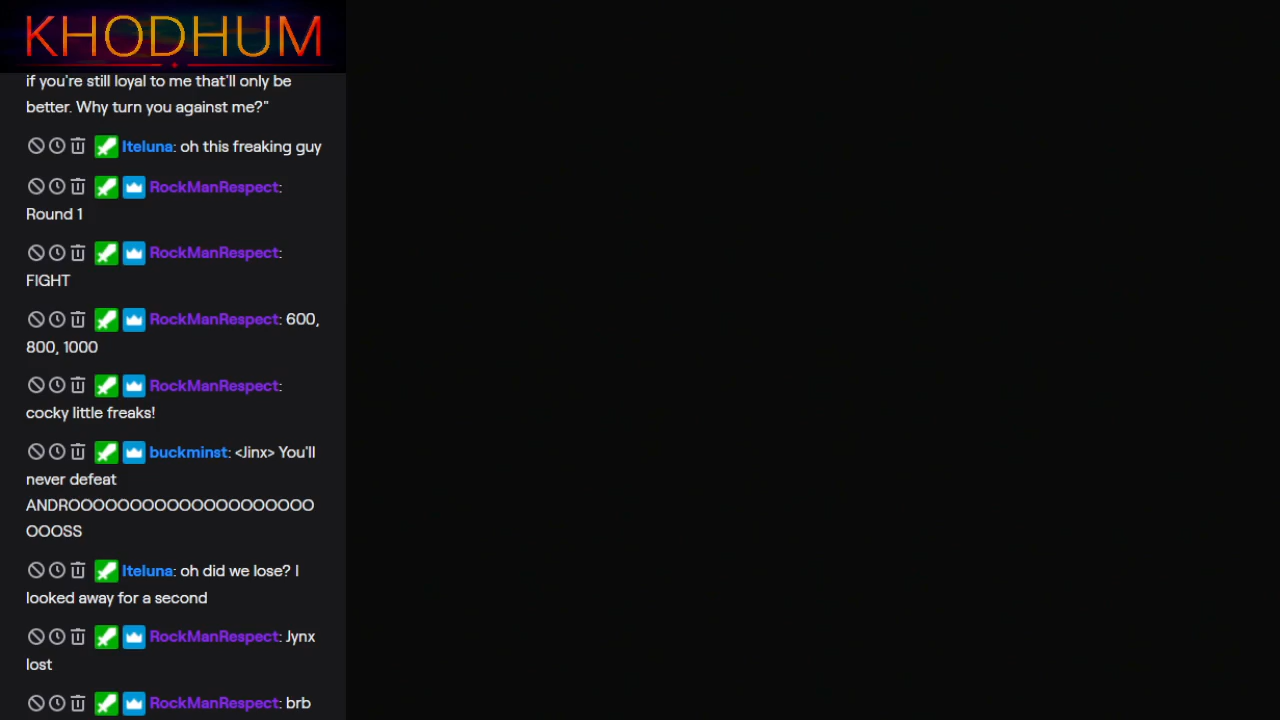 KHODHUM
if you're still loyal to me that'll only be
better. Why turn you against me?"
Iteluna: oh this freaking guy
RockManRespect:
Round 1
RockManRespect:
FIGHT
RockManRespect: 600,
800, 1000
RockManRespect:
cocky little freaks!
buckminst: <Jinx> You'll
never defeat
ANDROOOOOOOOOOOOOOOOOOOO
OOOSS
Iteluna: oh did we lose? I
looked away for a second
RockManRespect: Jynx
lost
RockManRespect: brb